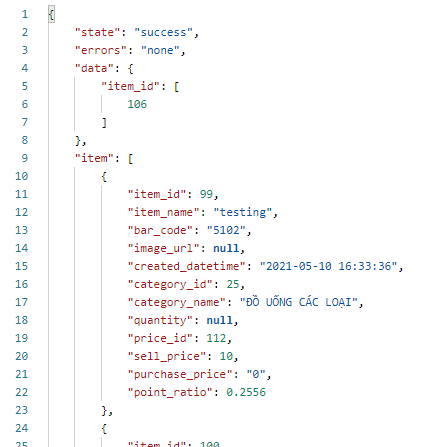 1 {
2 "state": "success",
3 "errors": "none",
4 "data": {
5 "item_id": [
6 106
7 ]
8 },
9 "item": [
10 {
11 "item_id": 99,
12 "item_name": "testing",
13 "bar_code": "5102",
14 "image_url": null,
15 "created_datetime": "2021-05-10 16:33:36",
16 "category_id": 25,
17 "category_name": "ĐỒ UỐNG CÁC LOẠI",
18 "quantity": null,
19 "price_id": 112,
20 "sell_price": 10,
21 "purchase_price": "0",
22 "point_ratio": 0.2556
23 },
24 {
25 "item_id": 100,